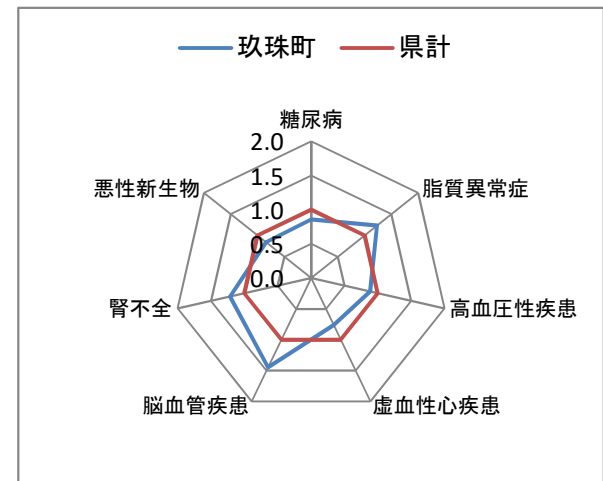 玖珠町 県計
糖尿病
2.0
1.5
1.0
0.5
0.0
脂質異常症
高血圧性疾患
虚血性心疾患
脳血管疾患
腎不全
悪性新生物